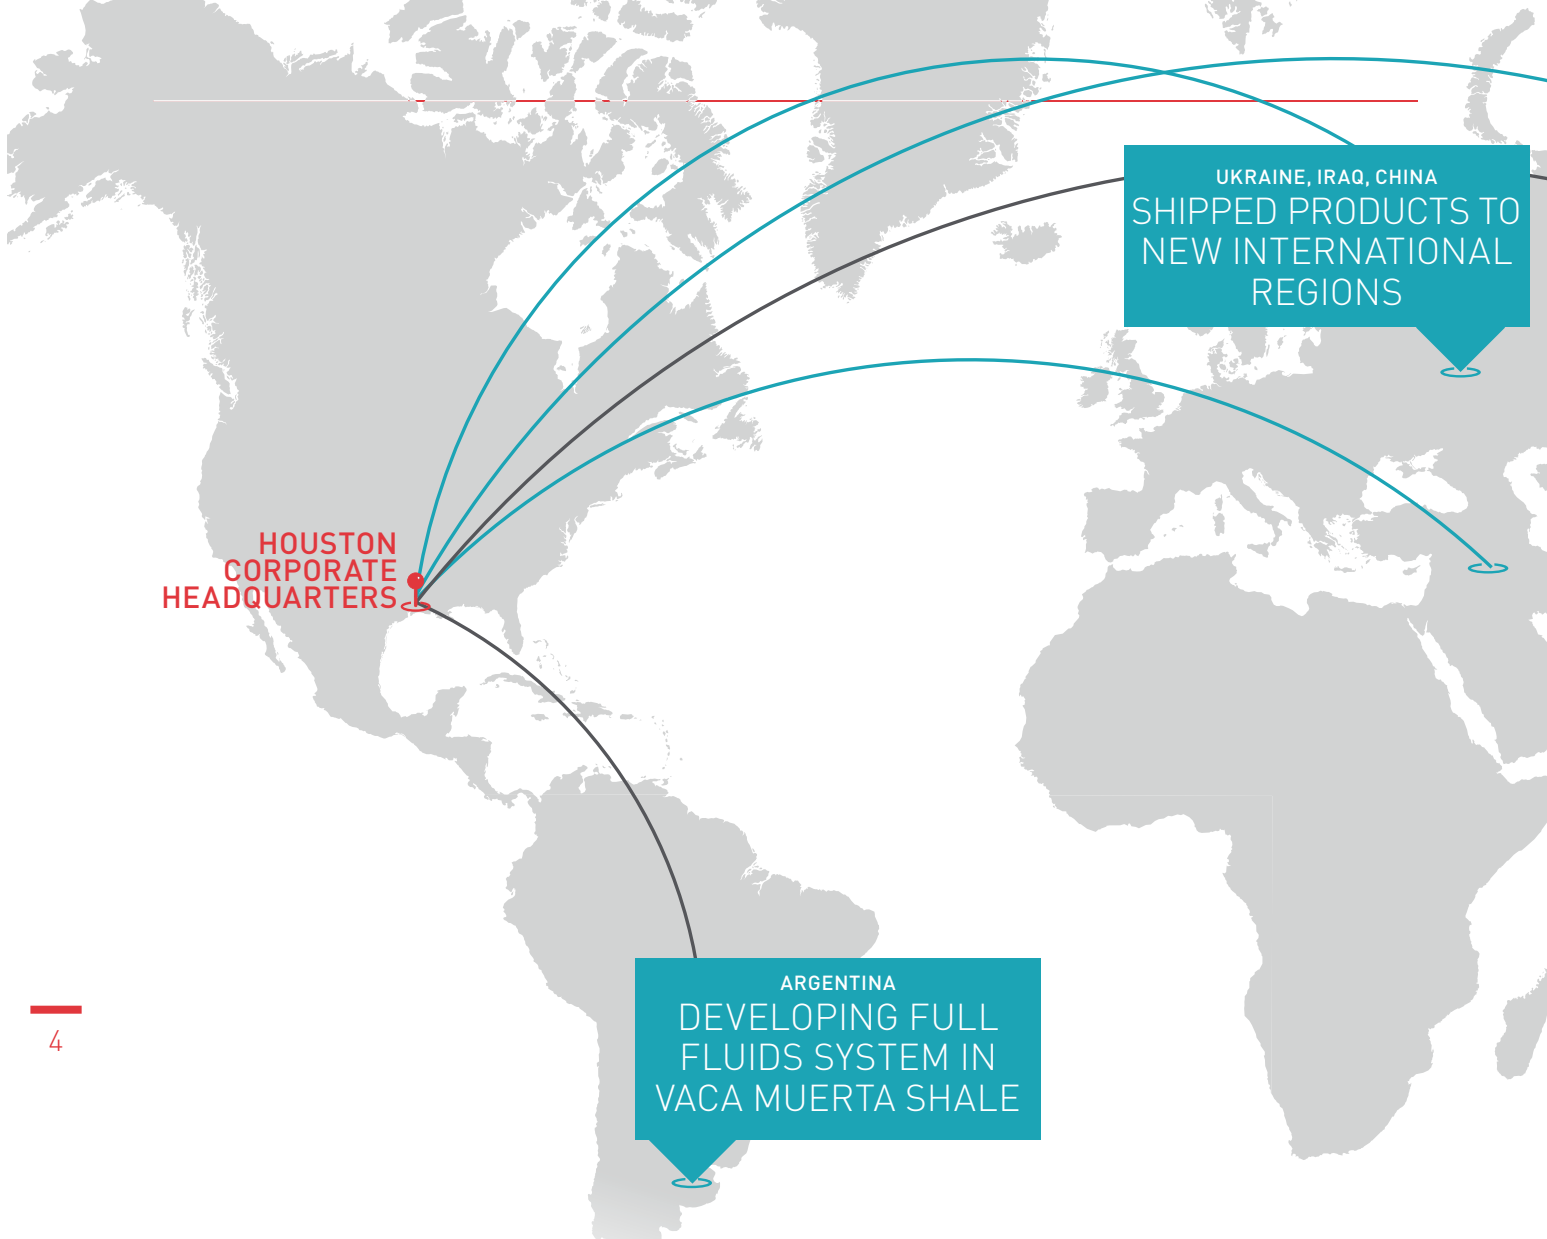 UKRAINE, IRAQ, CHINA
SHIPPED PRODUCTS TO
NEW INTERNATIONAL
REGIONS
HOUSTON
CORPORATE
HEADQUARTERS
ARGENTINA
DEVELOPING FULL
FLUIDS SYSTEM IN
VACA MUERTA SHALE
4